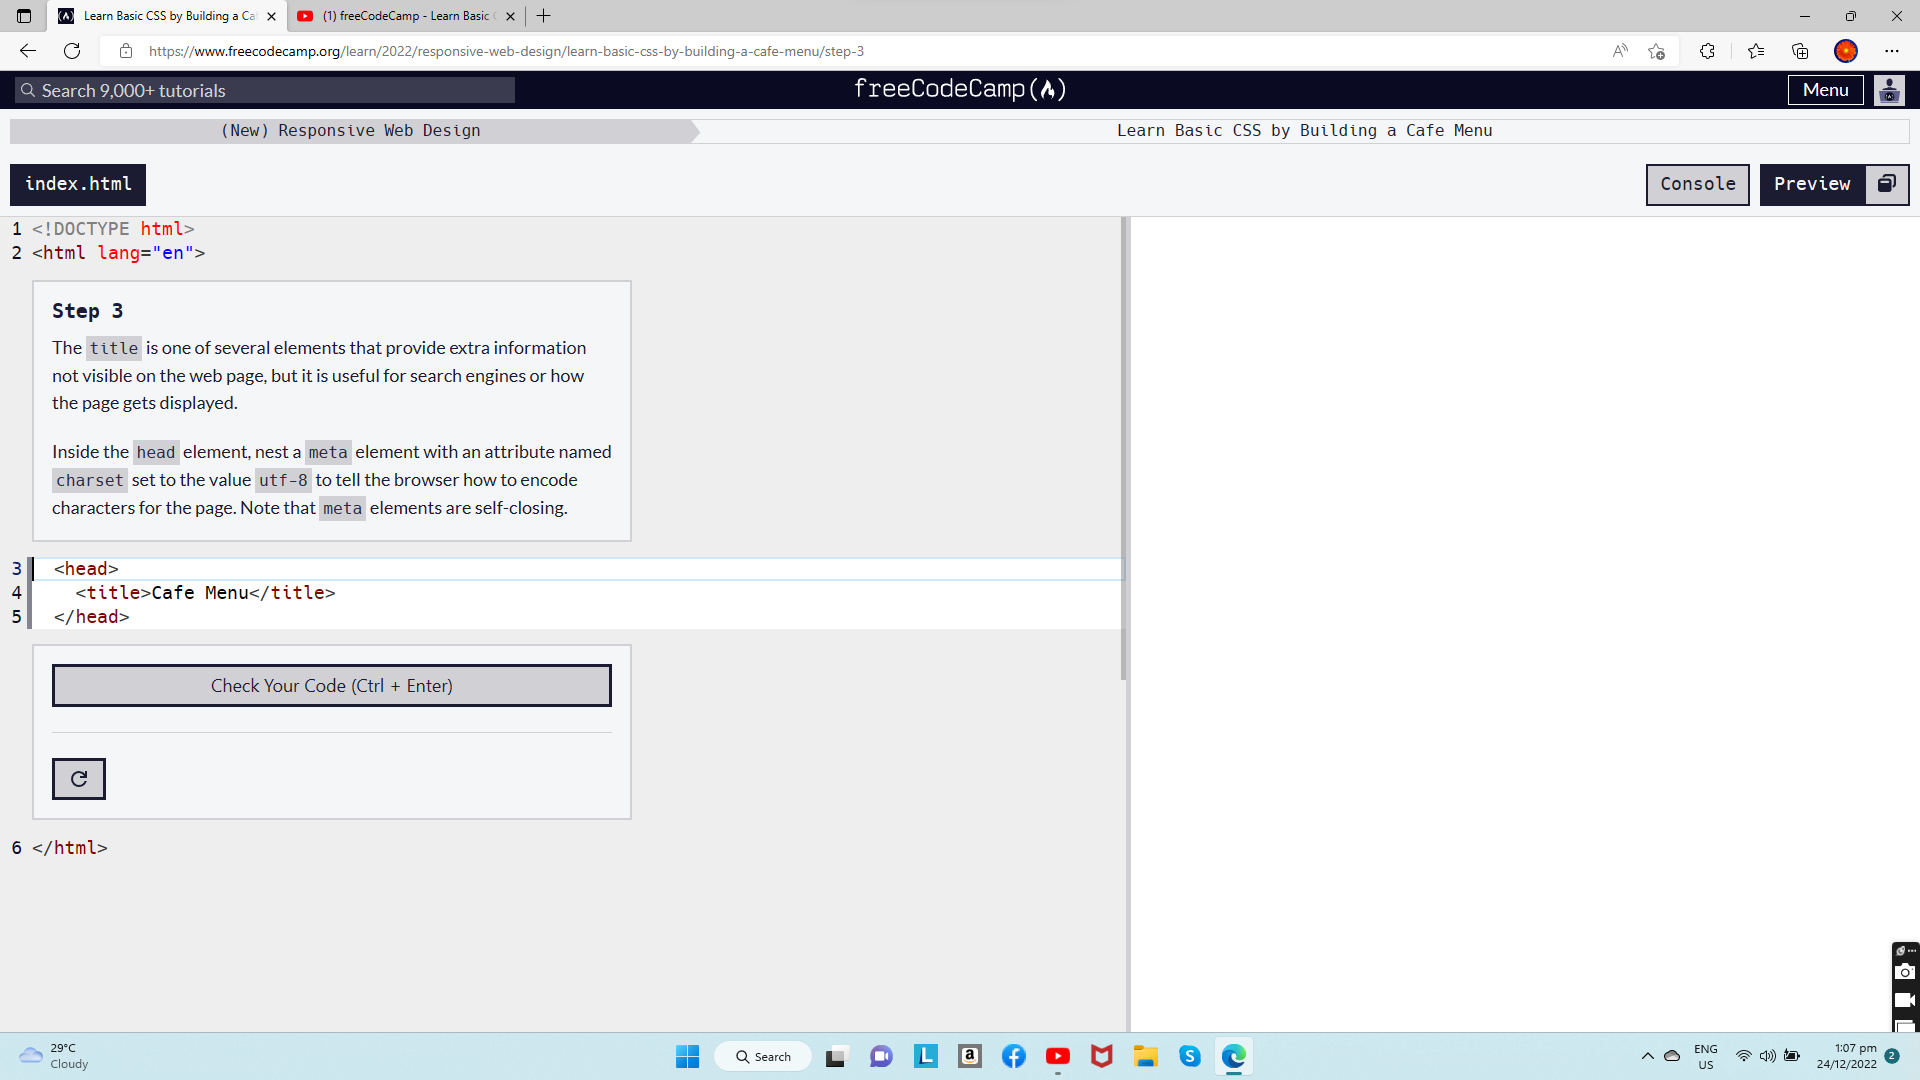 Learn Basic CSS by Building a Caf
(1) freeCodeCamp - Learn Basic
https://www.freecodecamp.org/learn/2022/responsive-web-design/learn-basic-css-by-building-a-cafe-menu/step-3
Search 9,000+ tutorials
freeCodeCamp
Menu
(New) Responsive Web Design
Learn Basic CSS by Building a Cafe Menu
index.html
Console
Preview
1 <!DOCTYPE html>
2 <html lang="en">
Step 3
The title is one of several elements that provide extra information
not visible on the web page, but it is useful for search engines or how
the page gets displayed.
Inside the head element, nest a meta element with an attribute named
charset set to the value utf-8 to tell the browser how to encode
characters for the page. Note that meta elements are self-closing.
3 <head>
4 <title>Cafe Menu</title>
5 </head>
Check Your Code (Ctrl + Enter)
6 </html>
29°C
Cloudy
Search
ENG
US
1:07 pm
24/12/2022
2